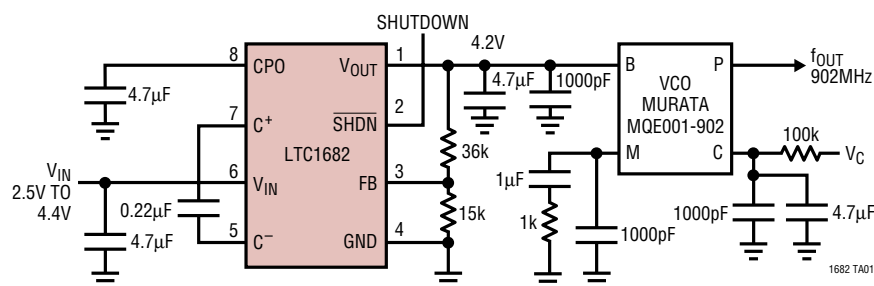 SHUTDOWN
4.2V
8
CPO
VOUT
1
4.7µF
1000pF
B
VCO
MURATA
MQE001-902
P
fOUT
902MHz
4.7µF
7
C+
2
SHDN
LTC1682
36k
M
C
100k
VC
VIN
2.5V TO
4.4V
6
VIN
3
FB
1µF
0.22µF
15k
1k
1000pF
1000pF
4.7µF
4.7µF
5
C–
4
GND
1682 TA01